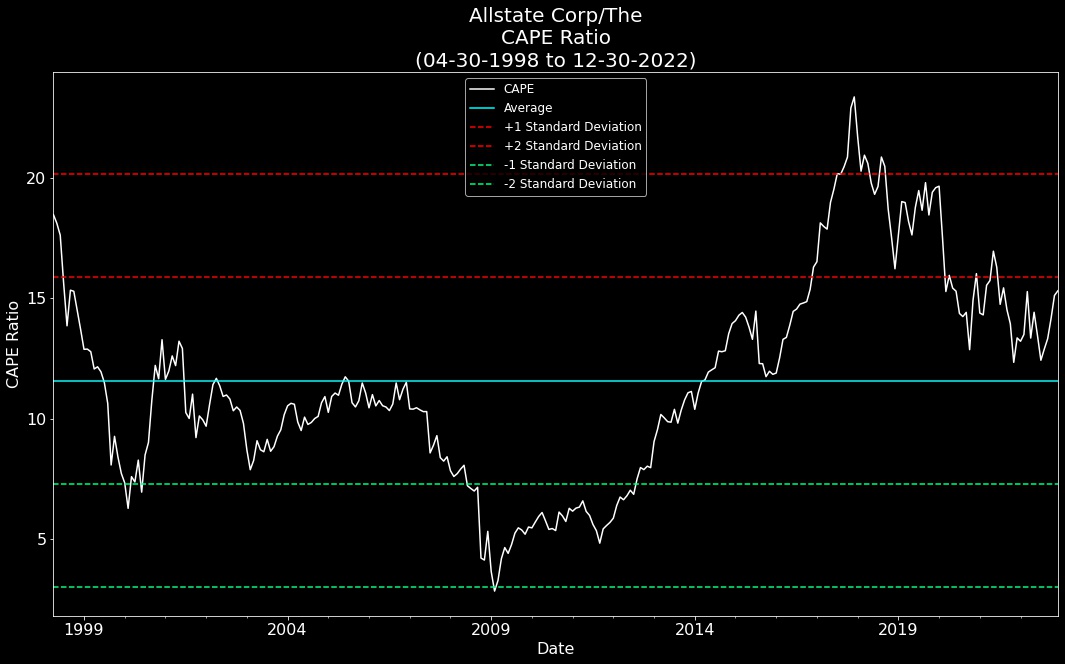 Allstate Corp/The
CAPE Ratio
(04-30-1998 to 12-30-2022)
CAPE
Average
+1 Standard Deviation
+2 Standard Deviation
-1 Standard Deviation
-2 Standard Deviation
CAPE Ratio
20
15
10
5
1999 2004 2009 2014 2019
Date